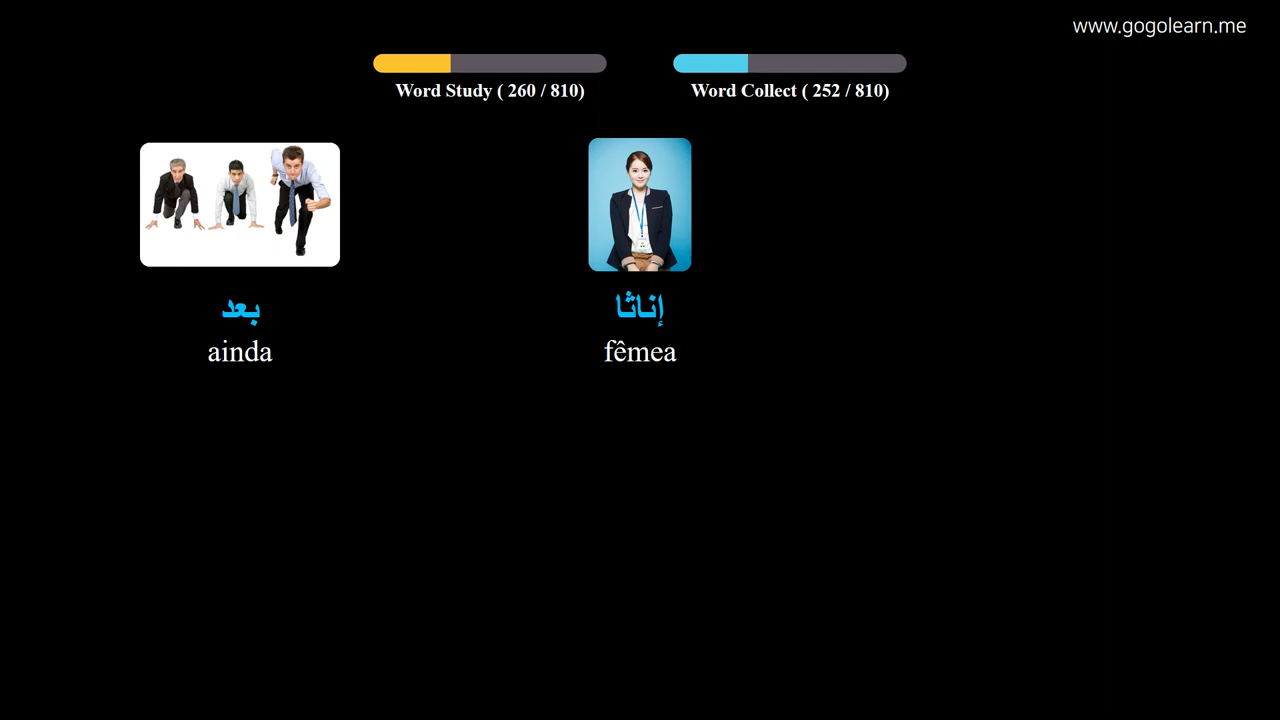 www.gogolearn.me
Word Study ( 260 / 810)
Word Collect ( 252 / 810)
بعد
ainda
إناثا
fêmea